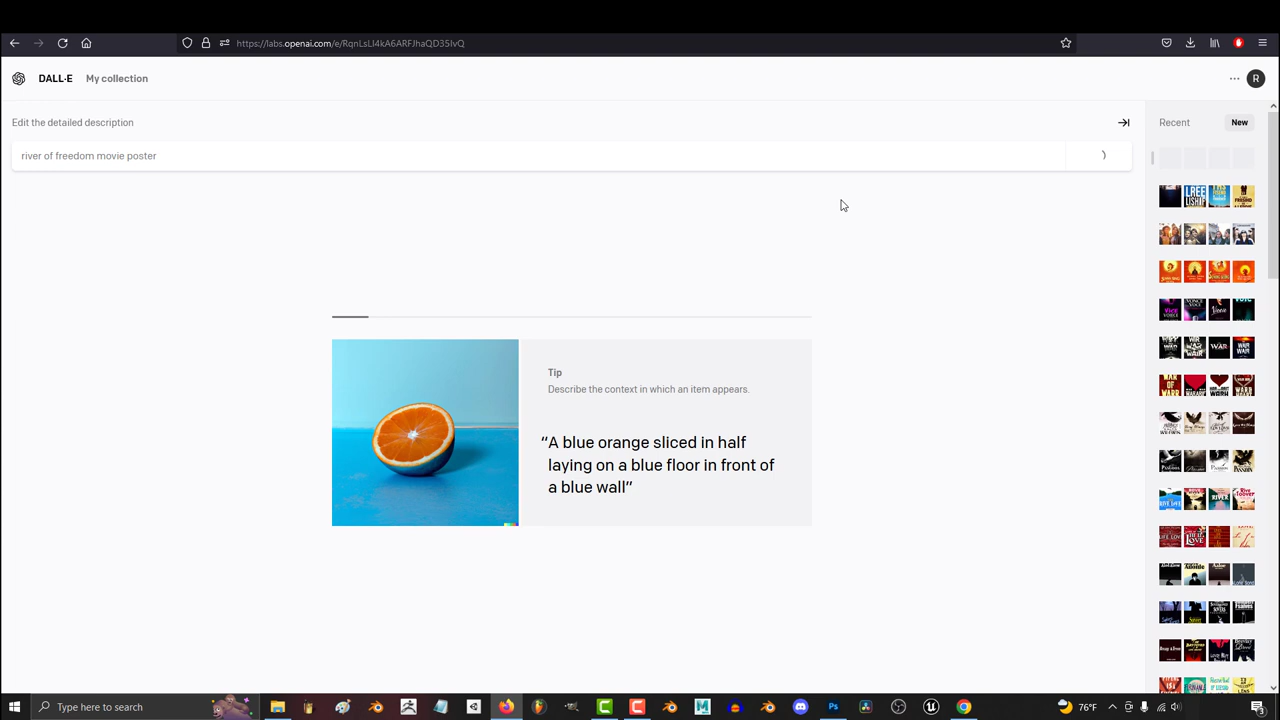 https://labs.openai.com/e/RqnLsLl4kA6ARFJhaQD35IvQ
DALL·E My collection
R
Edit the detailed description
Recent New
river of freedom movie poster
Tip
Describe the context in which an item appears.
“A blue orange sliced in half
laying on a blue floor in front of
a blue wall”
Type here to search
76°F
3